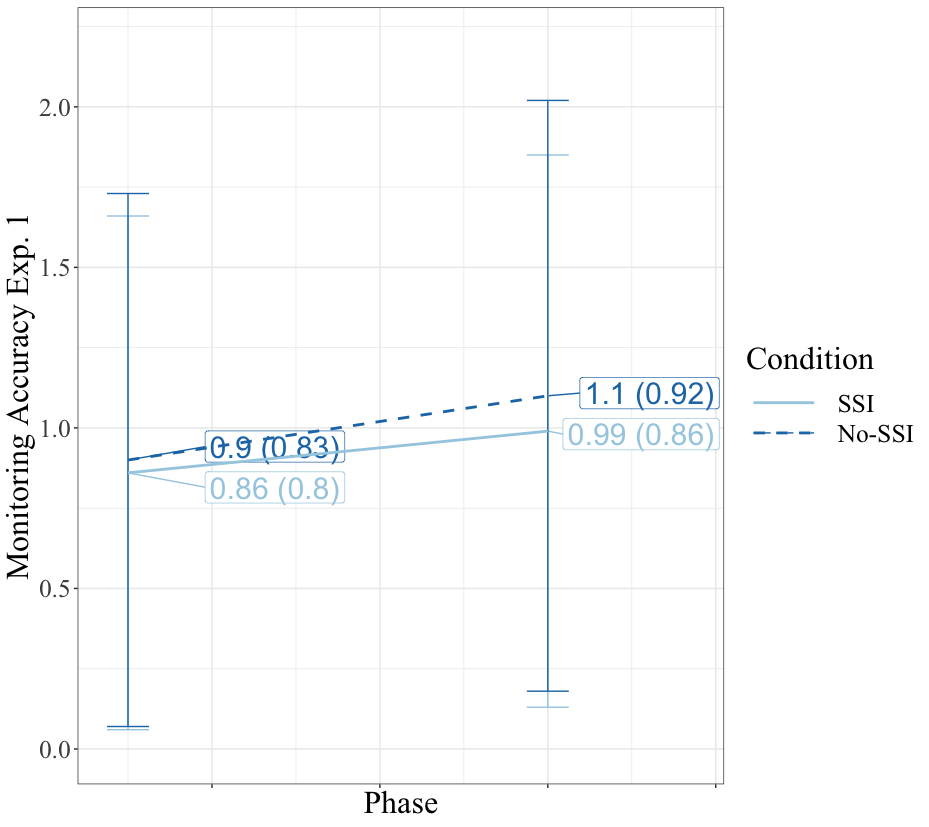 Monitoring Accuracy Exp. 1
2.0
1.5
1.0
0.5
0.0
1.1 (0.92)
0.99 (0.86)
0.9 (0.83)
0.86 (0.8)
Phase
Condition
SSI
No-SSI